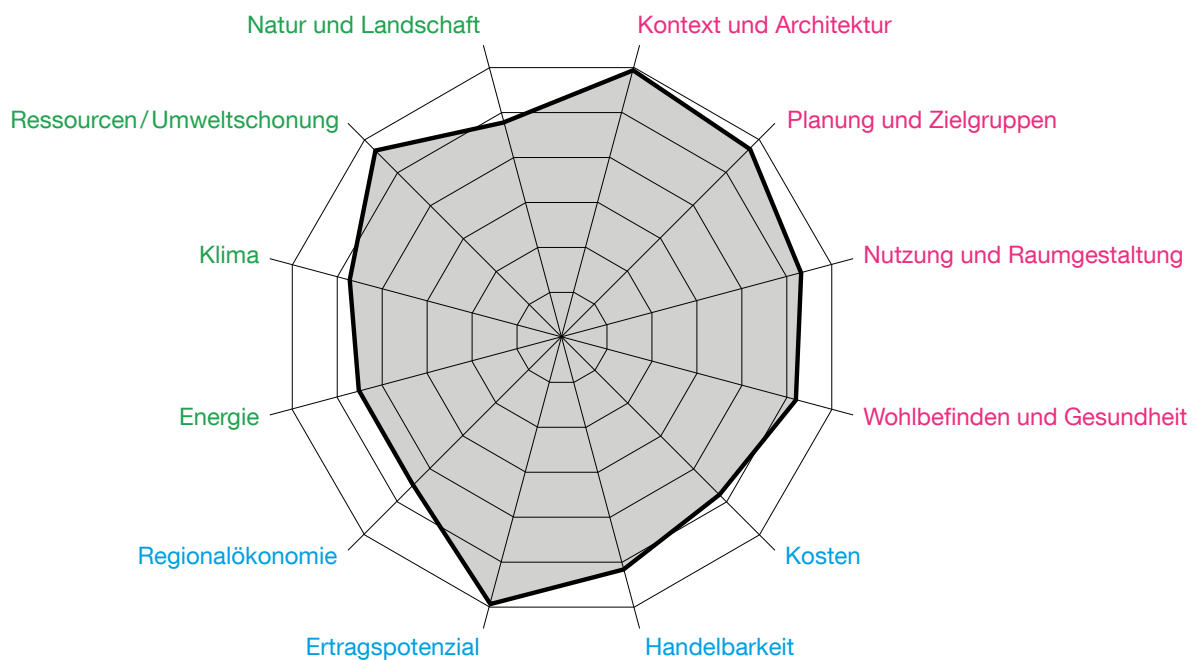 Natur und Landschaft
Kontext und Architektur
Ressourcen/Umweltschonung
Planung und Zielgruppen
Klima
Nutzung und Raumgestaltung
Energie
Wohlbefinden und Gesundheit
Regionalökonomie
Kosten
Ertragspotenzial
Handelbarkeit